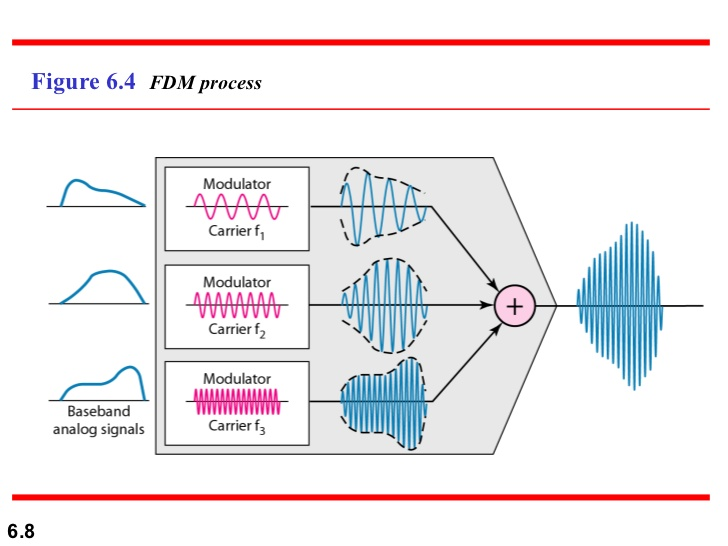 Figure 6.4 FDM process
Modulator
Carrier f₁
Modulator
Carrier f₂
+
Modulator
Carrier f₃
Baseband
analog signals
6.8